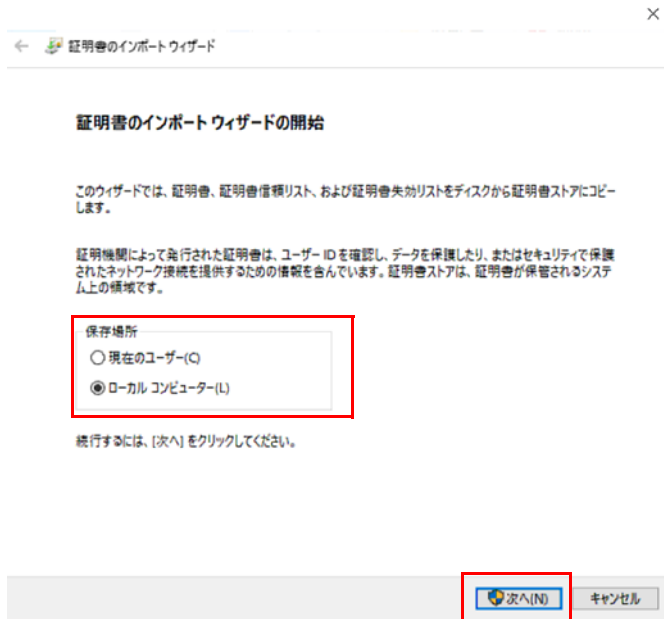 証明書のインポート ウィザード
証明書のインポート ウィザードの開始
このウィザードでは、証明書、証明書信頼リスト、および証明書失効リストをディスクから証明書ストアにコピー
します。
証明機関によって発行された証明書は、ユーザー ID を確認し、データを保護したり、またはセキュリティで保護
されたネットワーク接続を提供するための情報を含んでいます。証明書ストアは、証明書が保管されるシステ
ム上の領域です。
保存場所
現在のユーザー(C)
ローカル コンピューター(L)
続行するには、[次へ] をクリックしてください。
次へ(N)
キャンセル